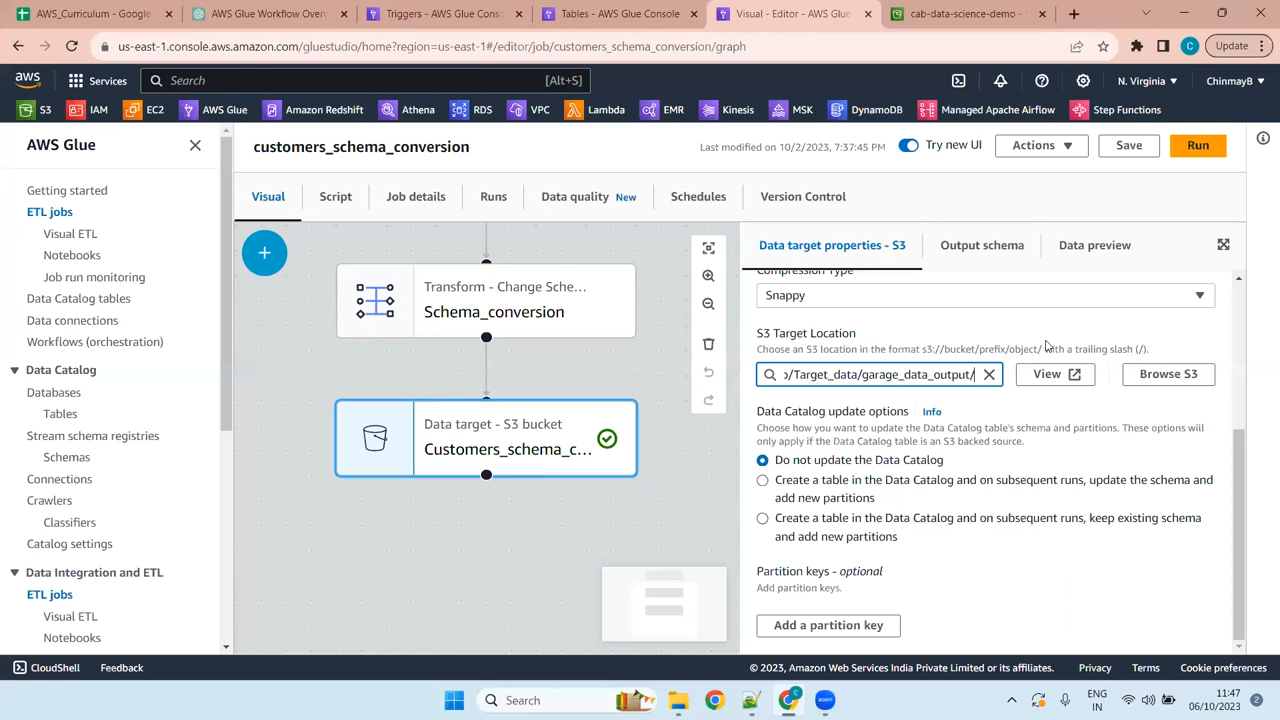 AWS_Curriculum - Google
AWS Glue Workflow Overv
Triggers - AWS Glue Conso
Tables - AWS Glue Console
Visual - Editor - AWS Glue
cab-data-science-demo -
us-east-1.console.aws.amazon.com/gluestudio/home?region=us-east-1#/editor/job/customers_schema_conversion/graph
C
Update
aws
Services
Search
[Alt+S]
N. Virginia
ChinmayB
S3
IAM
EC2
AWS Glue
Amazon Redshift
Athena
RDS
VPC
Lambda
EMR
Kinesis
MSK
DynamoDB
Managed Apache Airflow
Step Functions
AWS Glue
Getting started
ETL jobs
Visual ETL
Notebooks
Job run monitoring
Data Catalog tables
Data connections
Workflows (orchestration)
Data Catalog
Databases
Tables
Stream schema registries
Schemas
Connections
Crawlers
Classifiers
Catalog settings
Data Integration and ETL
ETL jobs
Visual ETL
Notebooks
customers_schema_conversion
Last modified on 10/2/2023, 7:37:45 PM
Try new UI
Actions
Save
Run
Visual
Script
Job details
Runs
Data quality New
Schedules
Version Control
Transform - Change Sche...
Schema_conversion
Data target - S3 bucket
Customers_schema_c...
Data target properties - S3
Output schema
Data preview
Compression Type
Snappy
S3 Target Location
Choose an S3 location in the format s3://bucket/prefix/object/ with a trailing slash (/).
/Target_data/garage_data_output/
View
Browse S3
Data Catalog update options
Info
Choose how you want to update the Data Catalog table's schema and partitions. These options
will only apply if the Data Catalog table is an S3 backed source.
Do not update the Data Catalog
Create a table in the Data Catalog and on subsequent runs, update the schema and
add new partitions
Create a table in the Data Catalog and on subsequent runs, keep existing schema
and add new partitions
Partition keys - optional
Add partition keys.
Add a partition key
CloudShell
Feedback
© 2023, Amazon Web Services India Private Limited or its affiliates.
Privacy
Terms
Cookie preferences
Search
ENG
IN
11:47
06/10/2023
2